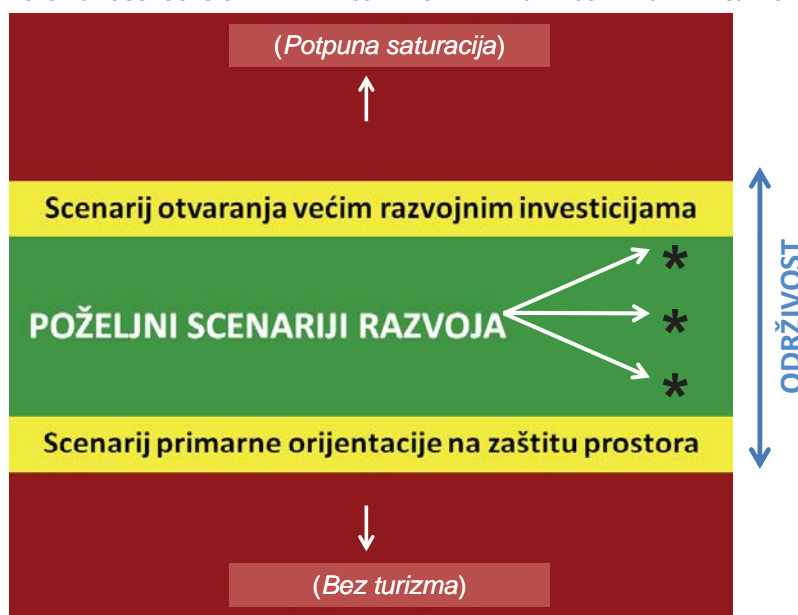 (Potpuna saturacija)
Scenarij otvaranja većim razvojnim investicijama
POŽELJNI SCENARIJI RAZVOJA
*
*
*
ODRŽIVOST
Scenarij primarne orijentacije na zaštitu prostora
(Bez turizma)